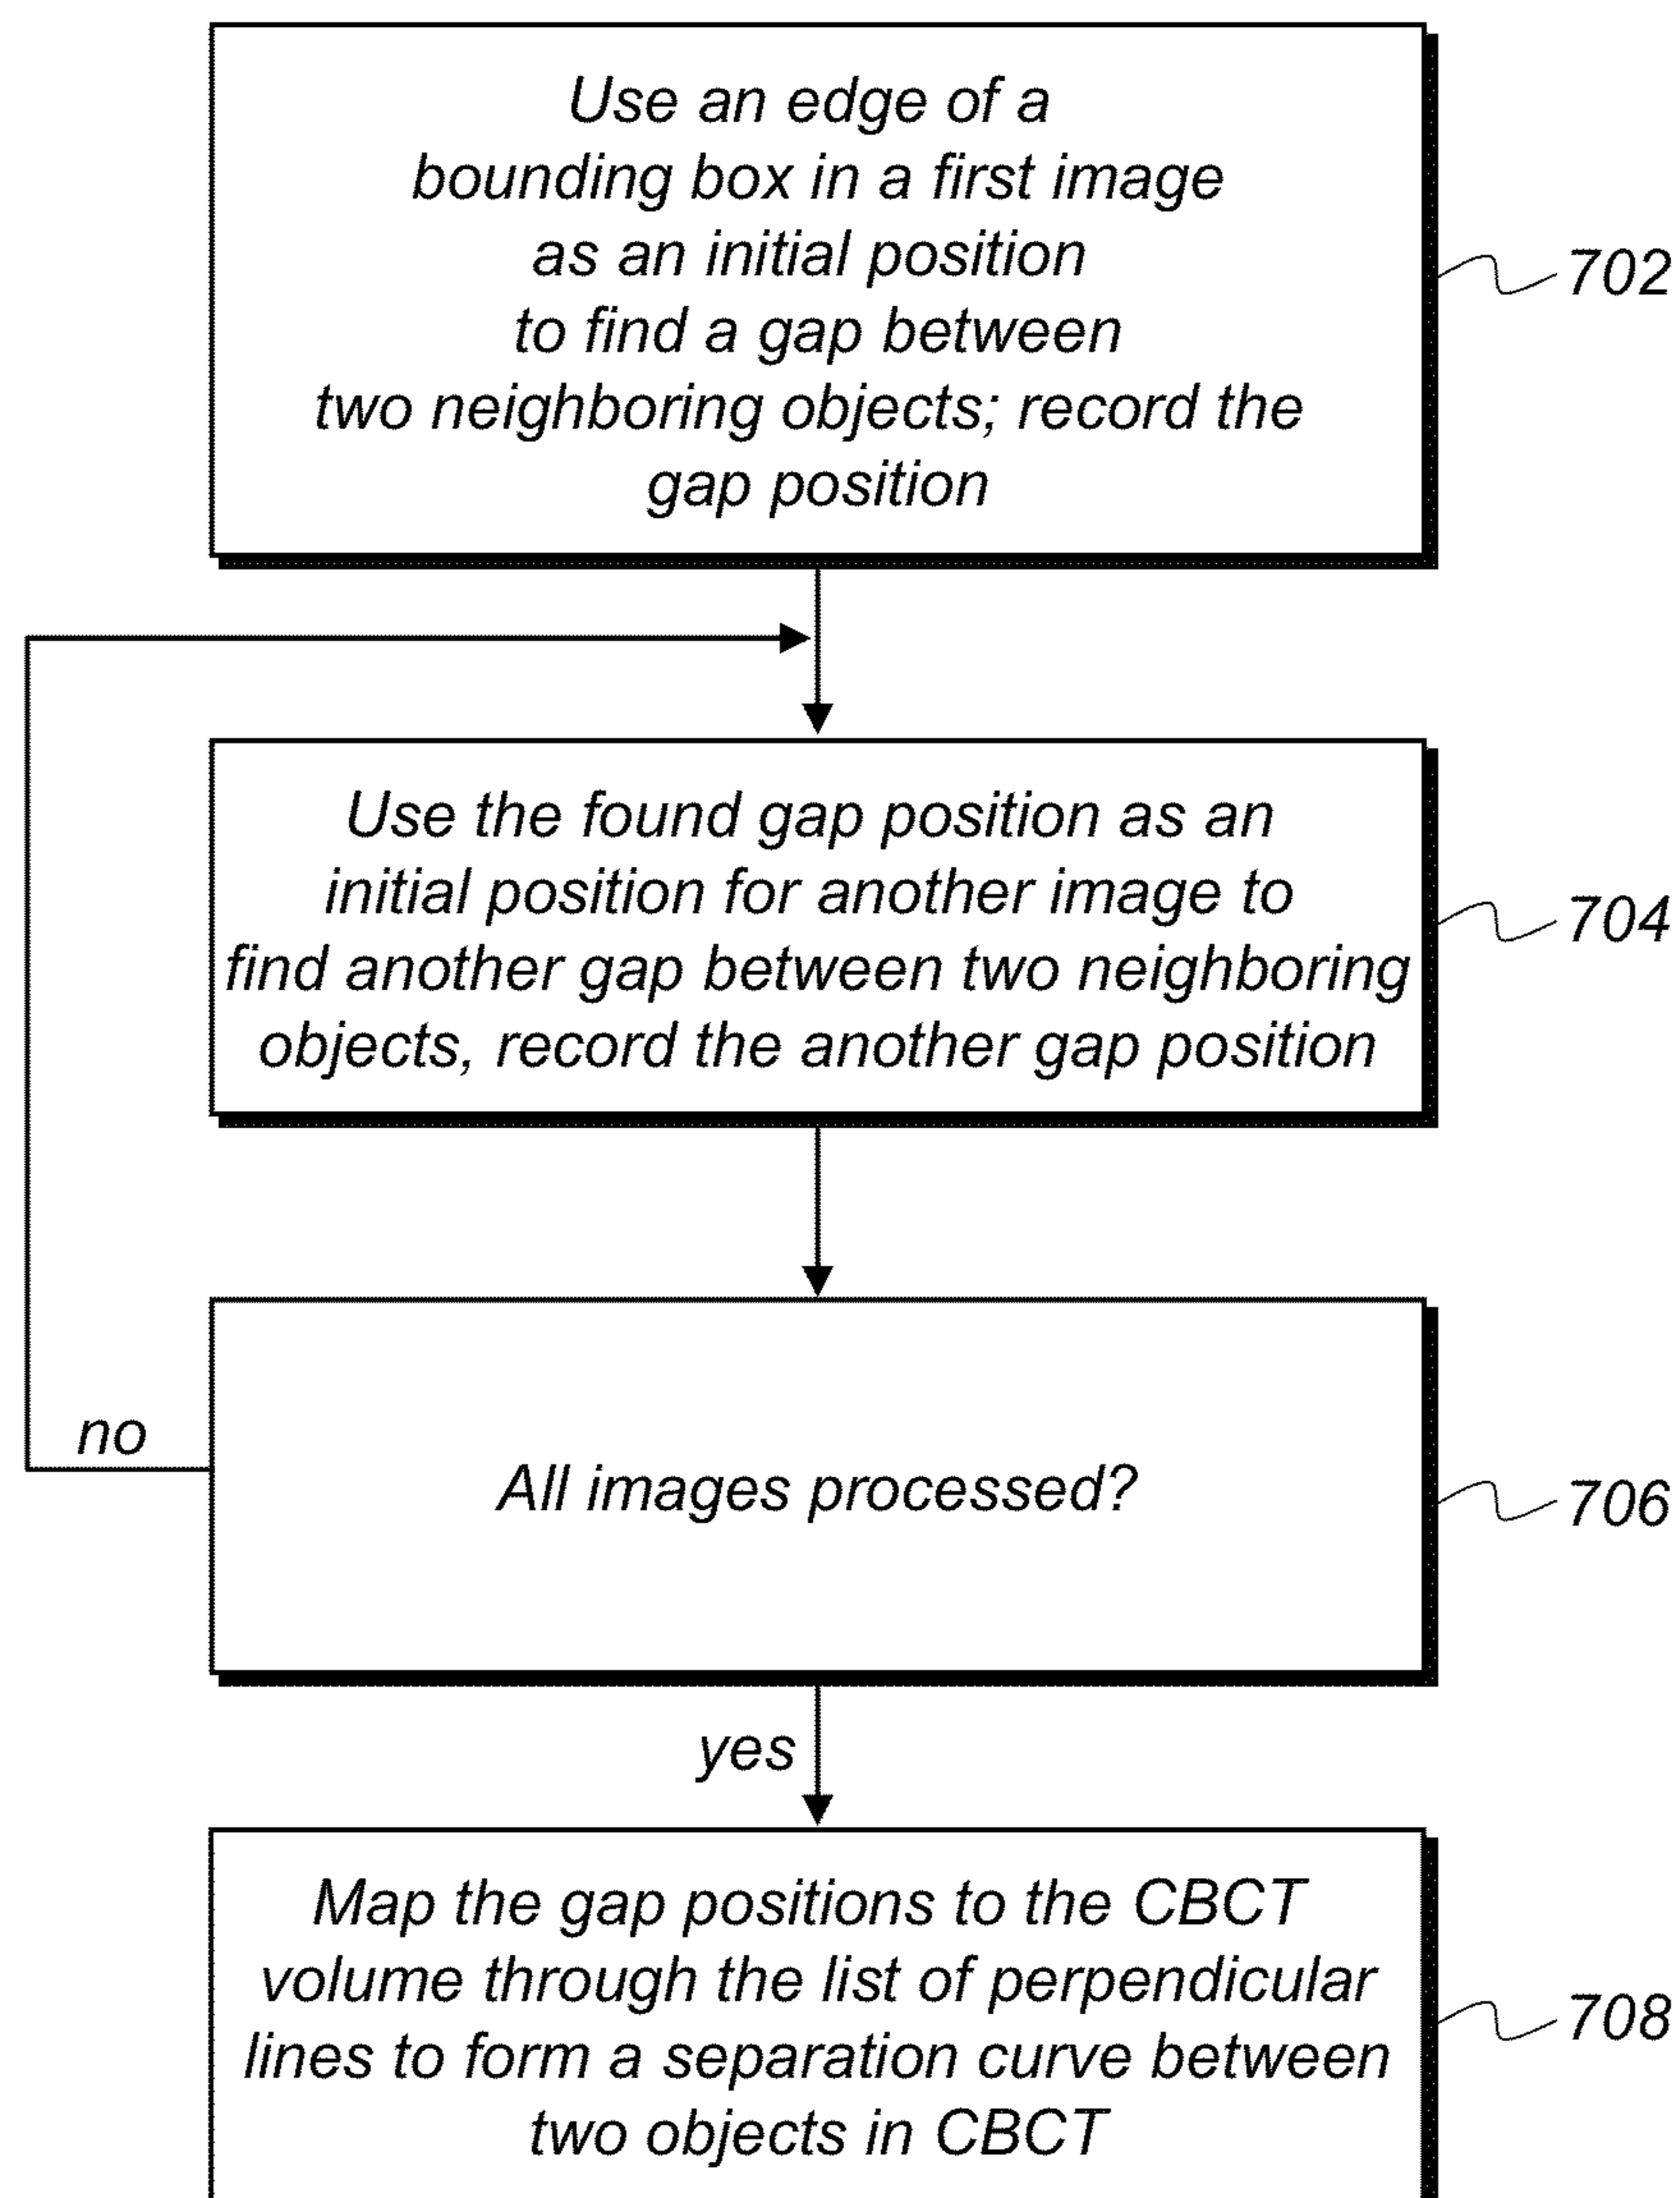 Use an edge of a
bounding box in a first image
as an initial position
to find a gap between
two neighboring objects; record the
gap position
702
Use the found gap position as an
initial position for another image to
find another gap between two neighboring
objects, record the another gap position
704
no
All images processed?
706
yes
Map the gap positions to the CBCT
volume through the list of perpendicular
lines to form a separation curve between
two objects in CBCT
708